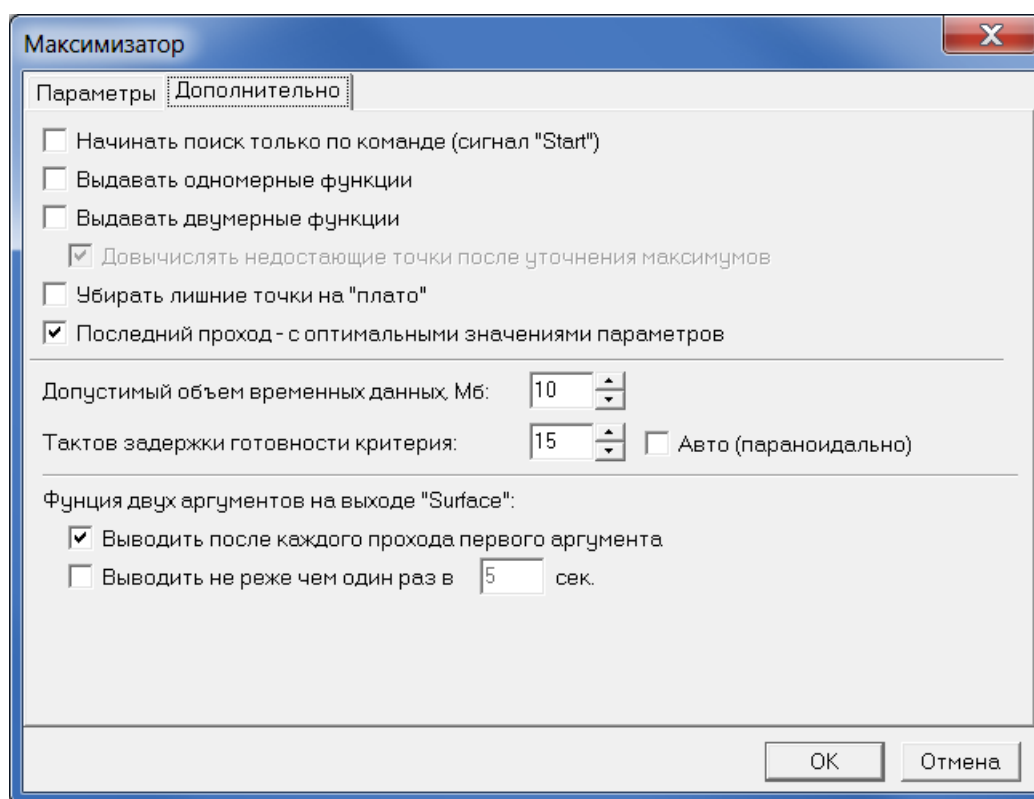 Максимизатор
Параметры Дополнительно
Начинать поиск только по команде (сигнал "Start")
Выдавать одномерные функции
Выдавать двумерные функции
Довычислять недостающие точки после уточнения максимумов
Убирать лишние точки на "плато"
Последний проход - с оптимальными значениями параметров
Допустимый объем временных данных, Мб: 10
Тактов задержки готовности критерия: 15 Авто (параноидально)
Фунция двух аргументов на выходе "Surface":
Выводить после каждого прохода первого аргумента
Выводить не реже чем один раз в 5 сек.
OK Отмена